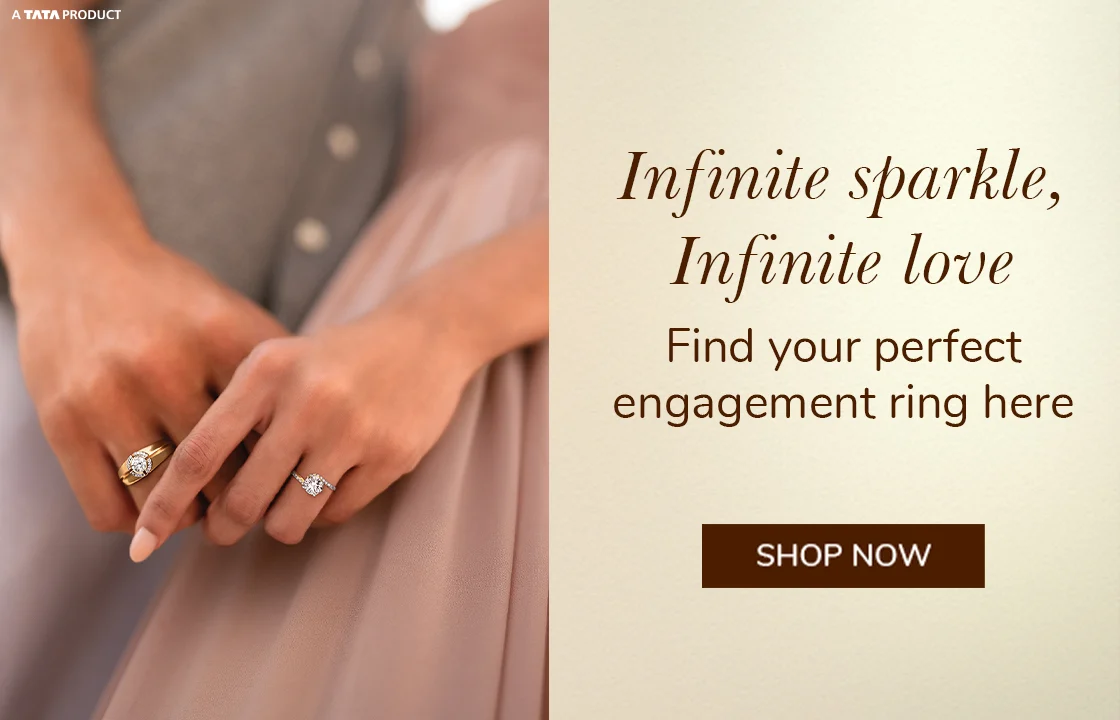 A TATA PRODUCT
Infinite sparkle,
Infinite love
Find your perfect
engagement ring here
SHOP NOW